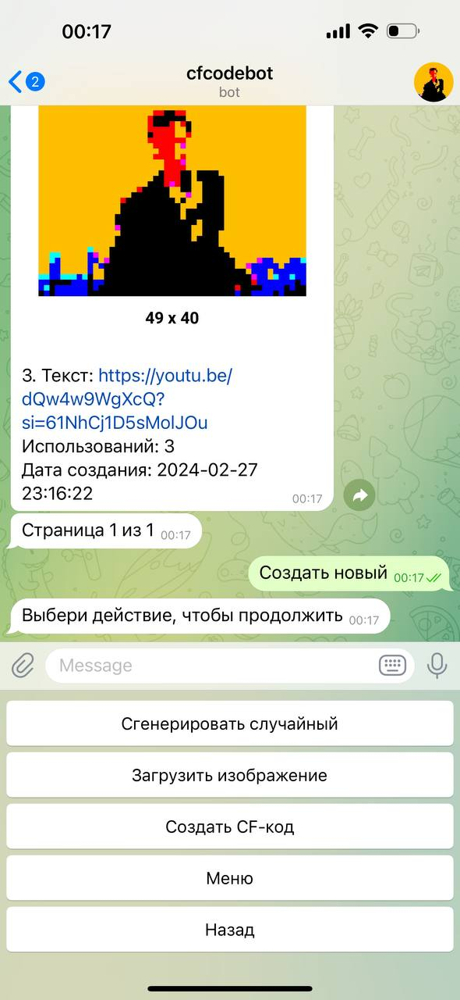 00:17
2
cfcodebot
bot
49 x 40
3. Текст: https://youtu.be/
dQw4w9WgXcQ?
si=61NhCj1D5sMolJOu
Использований: 3
Дата создания: 2024-02-27
23:16:22
00:17
Страница 1 из 1 00:17
Создать новый 00:17
Выбери действие, чтобы продолжить 00:17
Message
Сгенерировать случайный
Загрузить изображение
Создать CF-код
Меню
Назад